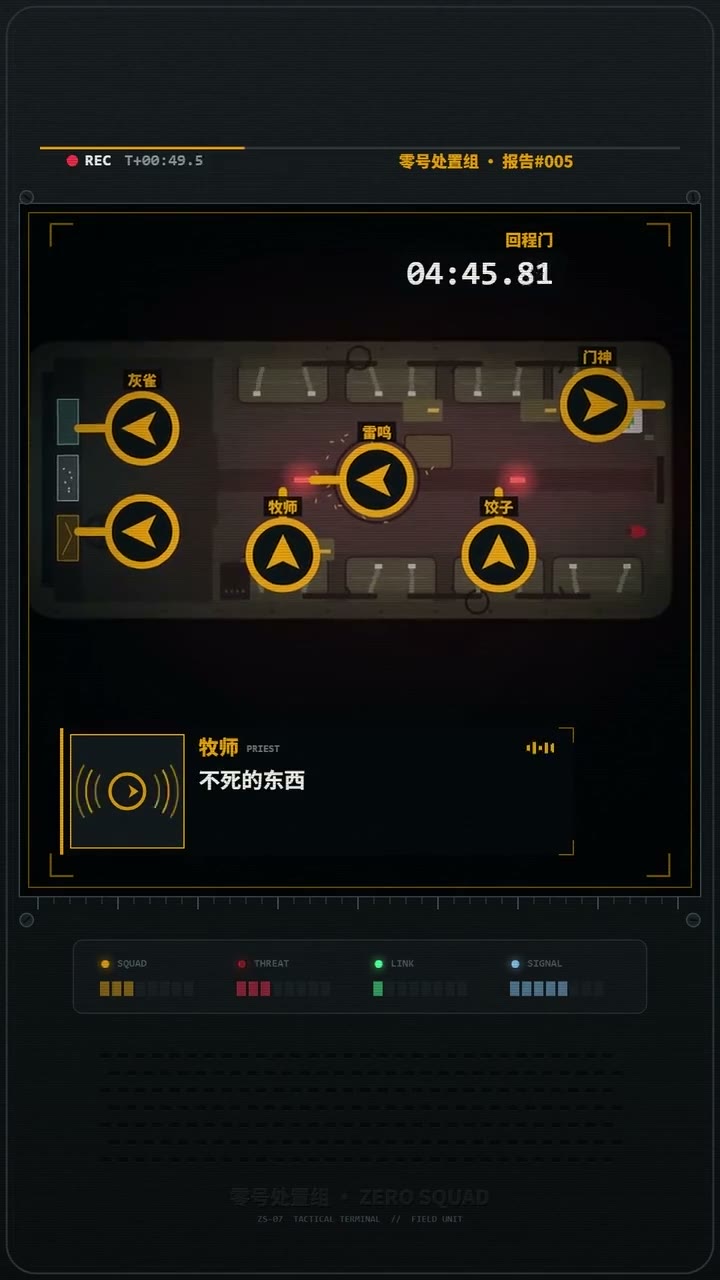 REC T+00:49.5
零号处置组 • 报告#005
回程门
04:45.81
门神
灰雀
雷鸣
牧师
饺子
牧师 PRIEST
不死的东西
SQUAD
THREAT
LINK
SIGNAL
零号处置组 • ZERO SQUAD
ZS-07 TACTICAL TERMINAL // FIELD UNIT